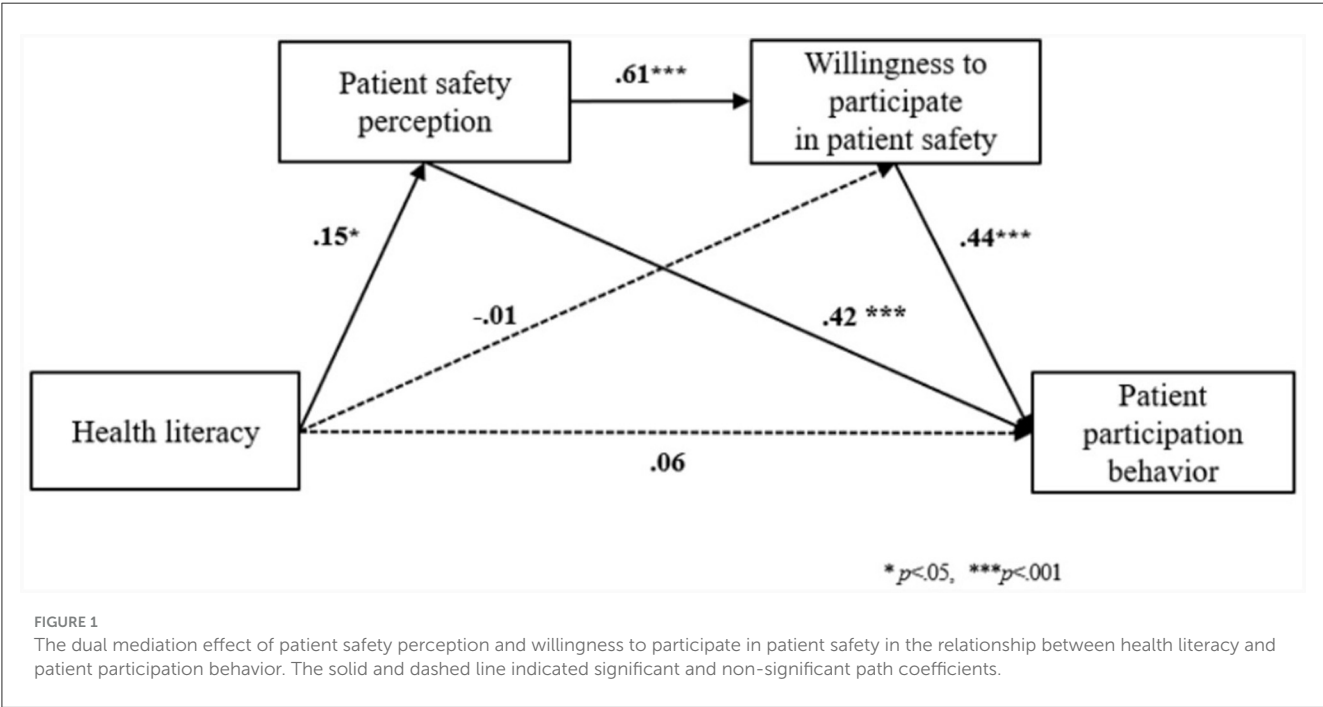 Patient safety
perception
.61***
Willingness to
participate
in patient safety
.15*
-.01
.42 ***
.44***
Health literacy
.06
Patient
participation
behavior
*p<.05, ***p<.001
FIGURE 1
The dual mediation effect of patient safety perception and willingness to participate in patient safety in the relationship between health literacy and
patient participation behavior. The solid and dashed line indicated significant and non-significant path coefficients.